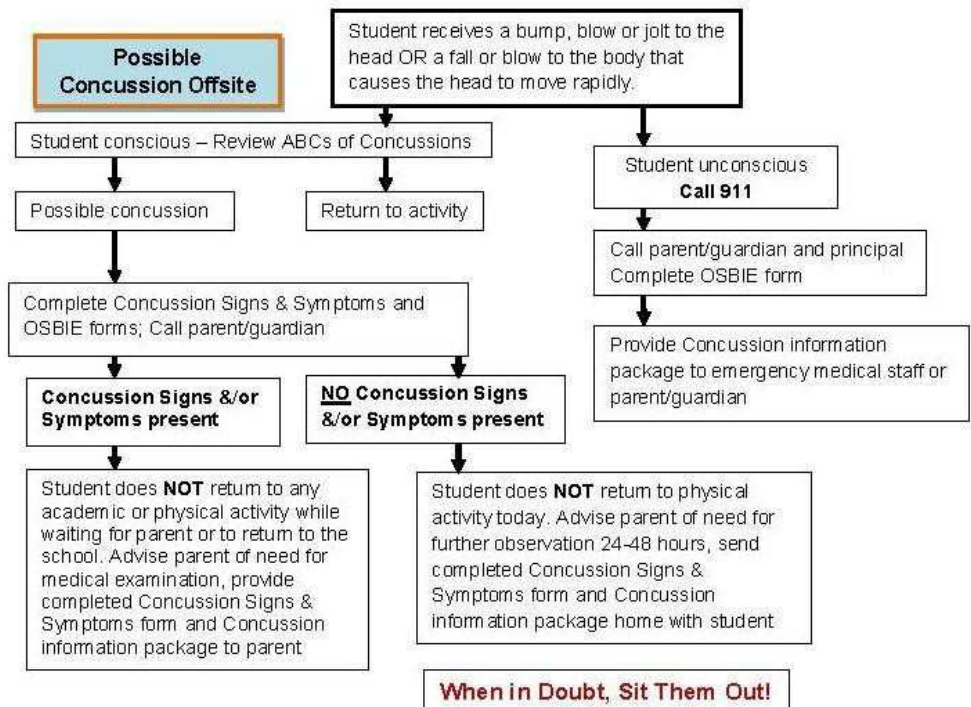 Possible
Concussion Offsite
Student receives a bump, blow or jolt to the
head OR a fall or blow to the body that
causes the head to move rapidly.
Student conscious – Review ABCs of Concussions
Student unconscious
Call 911
Possible concussion
Return to activity
Call parent/guardian and principal
Complete OSBIE form
Complete Concussion Signs & Symptoms and
OSBIE forms; Call parent/guardian
Provide Concussion information
package to emergency medical staff or
parent/guardian
Concussion Signs &/or
Symptoms present
NO Concussion Signs
&/or Symptoms present
Student does NOT return to any
academic or physical activity while
waiting for parent or to return to the
school. Advise parent of need for
medical examination, provide
completed Concussion Signs &
Symptoms form and Concussion
information package to parent
Student does NOT return to physical
activity today. Advise parent of need for
further observation 24-48 hours, send
completed Concussion Signs &
Symptoms form and Concussion
information package home with student
When in Doubt, Sit Them Out!